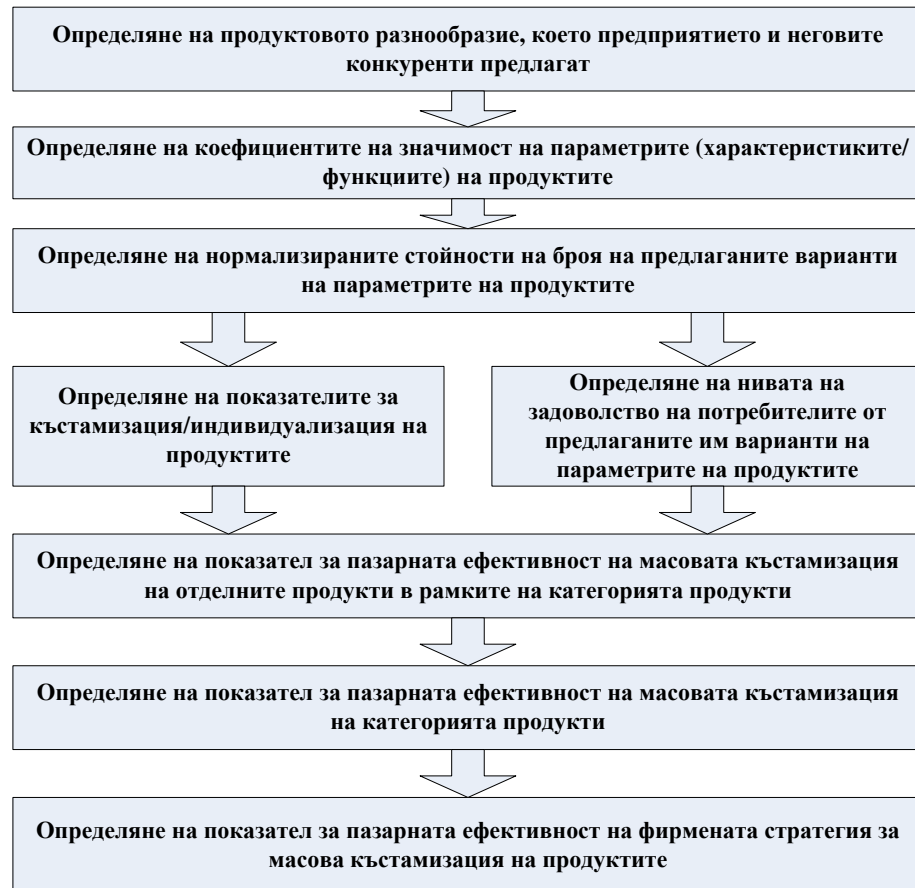 Определяне на продуктовото разнообразие, което предприятието и неговите
конкуренти предлагат
Определяне на коефициентите на значимост на параметрите (характеристиките/
функциите) на продуктите
Определяне на нормализираните стойности на броя на предлаганите варианти
на параметрите на продуктите
Определяне на показателите за
къстамизация/индивидуализация на
продуктите
Определяне на нивата на
задоволство на потребителите от
предлаганите им варианти на
параметрите на продуктите
Определяне на показател за пазарната ефективност на масовата къстамизация
на отделните продукти в рамките на категорията продукти
Определяне на показател за пазарната ефективност на масовата къстамизация
на категорията продукти
Определяне на показател за пазарната ефективност на фирмената стратегия за
масова къстамизация на продуктите